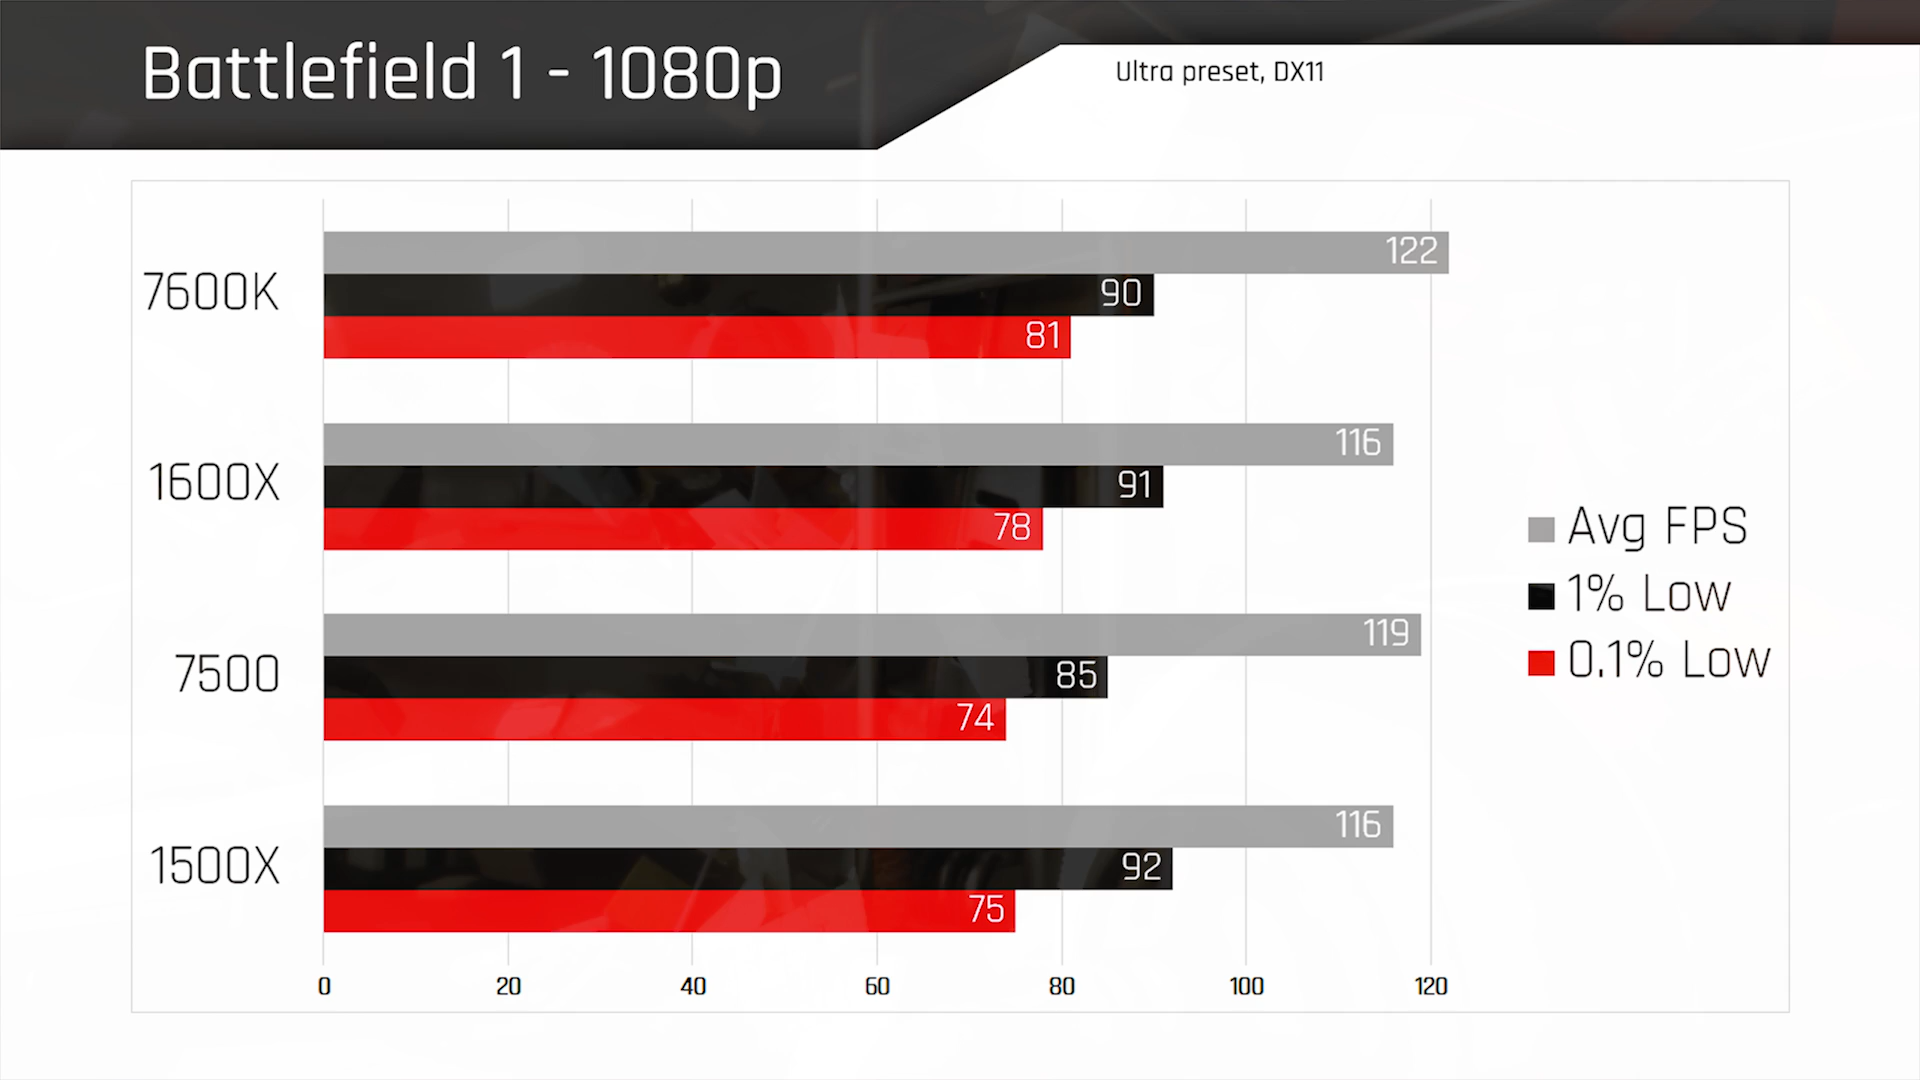 Battlefield 1 - 1080p
Ultra preset, DX11
7600K
122
90
81
1600X
116
91
78
7500
119
85
74
1500X
116
92
75
0 20 40 60 80 100 120
Avg FPS
1% Low
0.1% Low